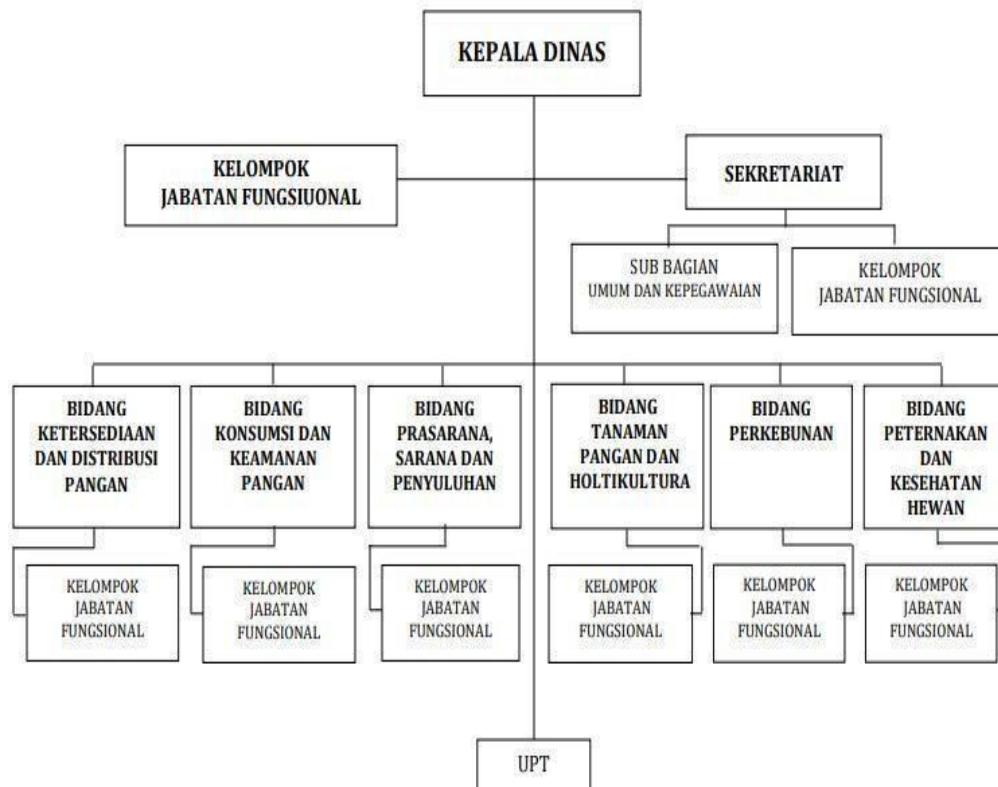 KEPALA DINAS
KELOMPOK
JABATAN FUNGSIUONAL
SEKRETARIAT
SUB BAGIAN
UMUM DAN KEPEGAWAIAN
KELOMPOK
JABATAN FUNGSIONAL
BIDANG
KETERSEDIAAN
DAN DISTRIBUSI
PANGAN
BIDANG
KONSUMSI DAN
KEAMANAN
PANGAN
BIDANG
PRASARANA,
SARANA DAN
PENYULUHAN
BIDANG
TANAMAN
PANGAN DAN
HOLTIKULTURA
BIDANG
PERKEBUNAN
BIDANG
PETERNAKAN
DAN
KESEHATAN
HEWAN
KELOMPOK
JABATAN
FUNGSIONAL
KELOMPOK
JABATAN
FUNGSIONAL
KELOMPOK
JABATAN
FUNGSIONAL
KELOMPOK
JABATAN
FUNGSIONAL
KELOMPOK
JABATAN
FUNGSIONAL
KELOMPOK
JABATAN
FUNGSIONAL
UPT